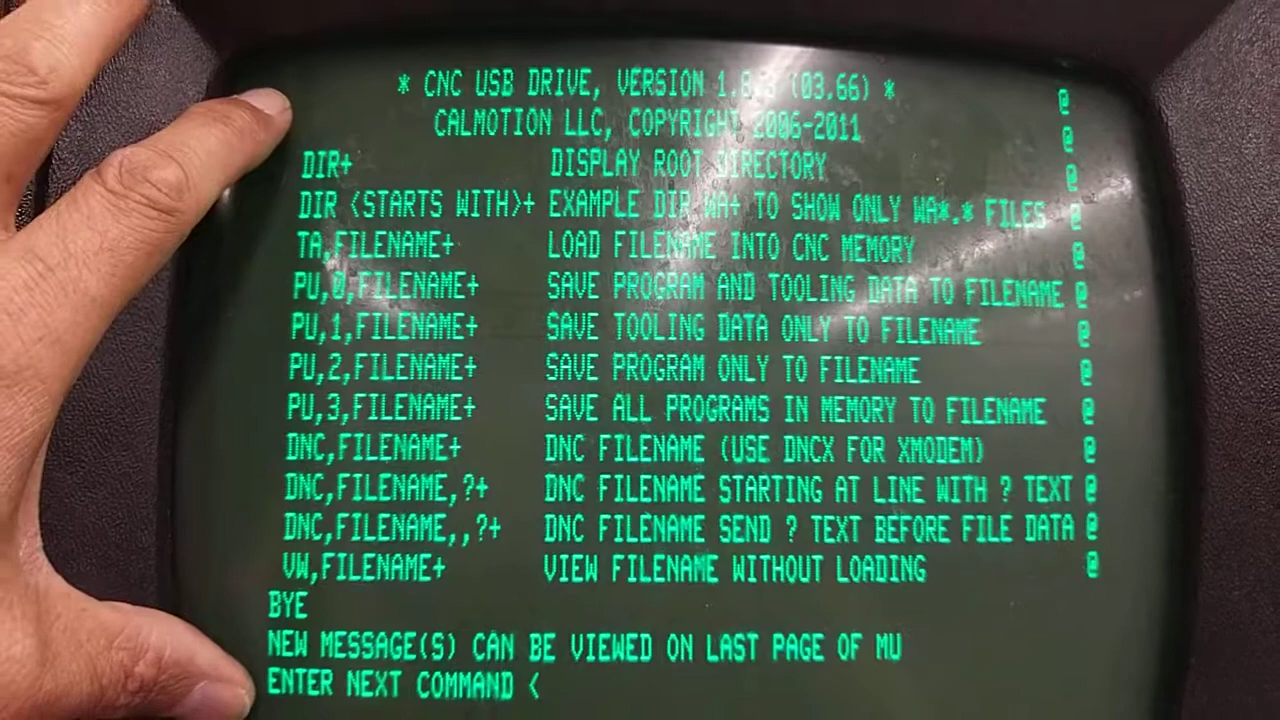 * CNC USB DRIVE, VERSION 1.8.3 (03.66) *
CALMOTION LLC, COPYRIGHT 2006-2011 @
@
DIR+ DISPLAY ROOT DIRECTORY @
DIR <STARTS WITH>+ EXAMPLE DIR WA+ TO SHOW ONLY WA*.* FILES @
TA,FILENAME+ LOAD FILENAME INTO CNC MEMORY @
PU,0,FILENAME+ SAVE PROGRAM AND TOOLING DATA TO FILENAME @
PU,1,FILENAME+ SAVE TOOLING DATA ONLY TO FILENAME @
PU,2,FILENAME+ SAVE PROGRAM ONLY TO FILENAME @
PU,3,FILENAME+ SAVE ALL PROGRAMS IN MEMORY TO FILENAME @
DNC,FILENAME+ DNC FILENAME (USE DNCX FOR XMODEM) @
DNC,FILENAME,?+ DNC FILENAME STARTING AT LINE WITH ? TEXT @
DNC,FILENAME,,?+ DNC FILENAME SEND ? TEXT BEFORE FILE DATA @
VW,FILENAME+ VIEW FILENAME WITHOUT LOADING @
BYE
NEW MESSAGE(S) CAN BE VIEWED ON LAST PAGE OF MU
ENTER NEXT COMMAND <